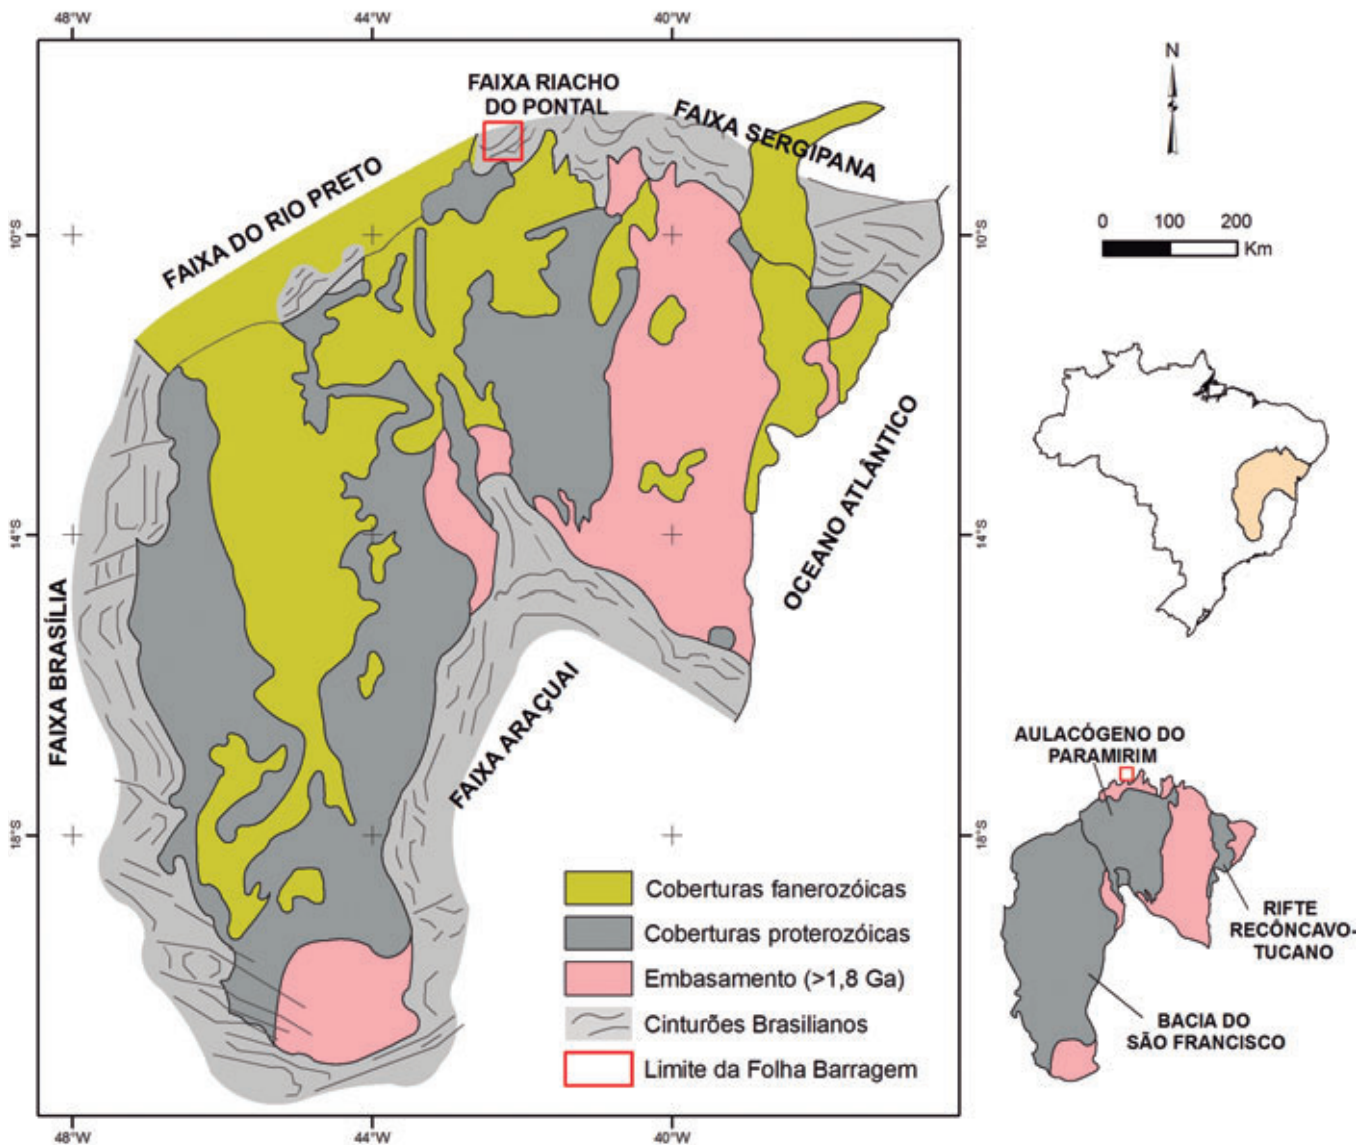 48°W
44°W
40°W
FAIXA RIACHO
DO PONTAL
FAIXA SERGIPANA
FAIXA DO RIO PRETO
10°S
10°S
N
0 100 200
Km
OCEANO ATLÂNTICO
14°S
14°S
FAIXA BRASÍLIA
FAIXA ARAÇUAI
18°S
18°S
Coberturas fanerozóicas
Coberturas proterozóicas
Embasamento (>1,8 Ga)
Cinturões Brasilianos
Limite da Folha Barragem
48°W
44°W
40°W
AULACÓGENO DO
PARAMIRIM
RIFTE
RECÔNCAVO-
TUCANO
BACIA DO
SÃO FRANCISCO